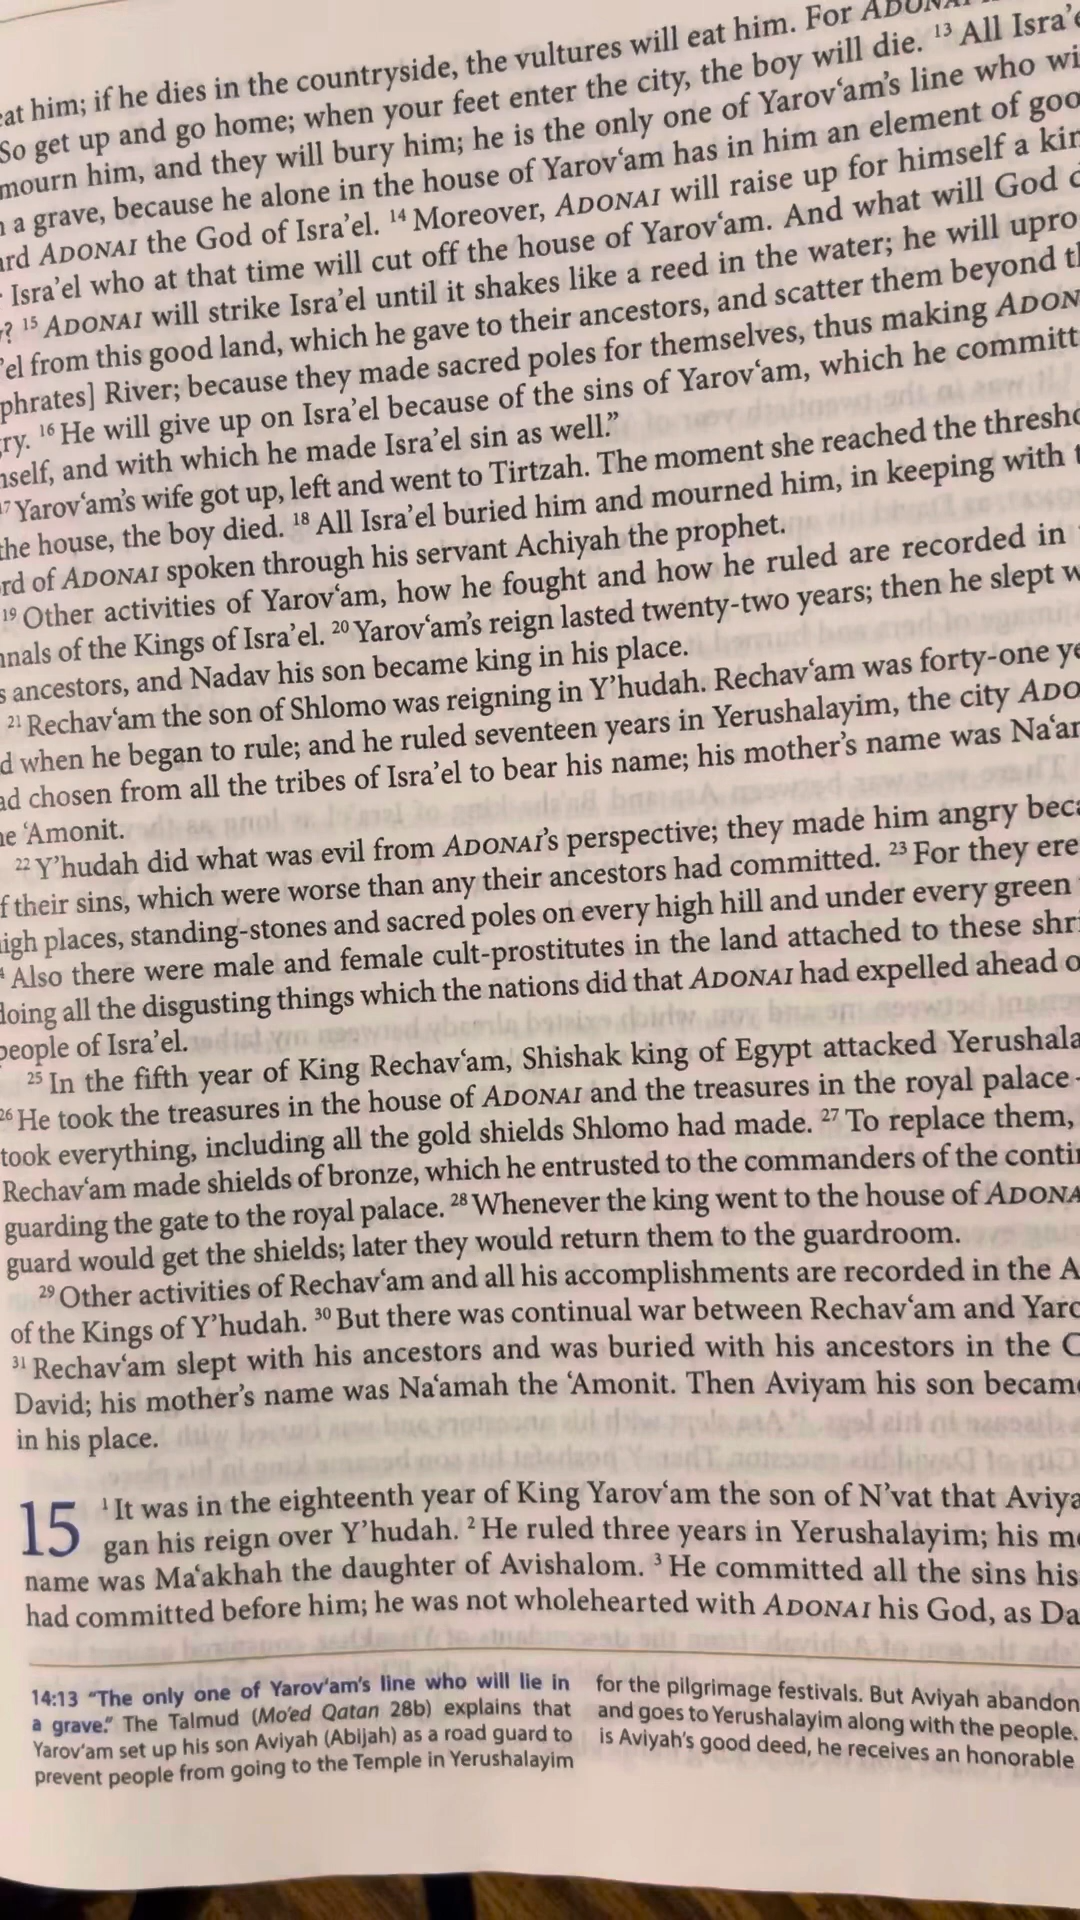 eat him; if he dies in the countryside, the vultures will eat him. For
So get up and go home; when your feet enter the city, the boy will die. 13 All Isra'e
mourn him, and they will bury him; he is the only one of Yarov‘am's line who wi
a grave, because he alone in the house of Yarov‘am has in him an element of goo
ard ADONAI the God of Isra'el. 14 Moreover, ADONAI will raise up for himself a kin
Isra'el who at that time will cut off the house of Yarov‘am. And what will God d
? 15 ADONAI will strike Isra'el until it shakes like a reed in the water; he will upro
'el from this good land, which he gave to their ancestors, and scatter them beyond th
phrates] River; because they made sacred poles for themselves, thus making ADON
ry. 16 He will give up on Isra'el because of the sins of Yarov‘am, which he committ
nself, and with which he made Isra'el sin as well.”
17 Yarov‘am's wife got up, left and went to Tirtzah. The moment she reached the thresho
the house, the boy died. 18 All Isra'el buried him and mourned him, in keeping with t
rd of ADONAI spoken through his servant Achiyah the prophet.
19 Other activities of Yarov‘am, how he fought and how he ruled are recorded in
nnals of the Kings of Isra'el. 20 Yarov‘am's reign lasted twenty-two years; then he slept w
s ancestors, and Nadav his son became king in his place.
21 Rechav‘am the son of Shlomo was reigning in Y'hudah. Rechav‘am was forty-one ye
d when he began to rule; and he ruled seventeen years in Yerushalayim, the city ADO
ad chosen from all the tribes of Isra'el to bear his name; his mother's name was Na‘am
he ‘Amonit.
22 Y'hudah did what was evil from ADONAI's perspective; they made him angry beca
f their sins, which were worse than any their ancestors had committed. 23 For they ere
igh places, standing-stones and sacred poles on every high hill and under every green
4 Also there were male and female cult-prostitutes in the land attached to these shri
doing all the disgusting things which the nations did that ADONAI had expelled ahead o
people of Isra'el.
25 In the fifth year of King Rechav‘am, Shishak king of Egypt attacked Yerushala
26 He took the treasures in the house of ADONAI and the treasures in the royal palace -
took everything, including all the gold shields Shlomo had made. 27 To replace them,
Rechav‘am made shields of bronze, which he entrusted to the commanders of the contin
guarding the gate to the royal palace. 28 Whenever the king went to the house of ADONA
guard would get the shields; later they would return them to the guardroom.
29 Other activities of Rechav‘am and all his accomplishments are recorded in the A
of the Kings of Y'hudah. 30 But there was continual war between Rechav‘am and Yaro
31 Rechav‘am slept with his ancestors and was buried with his ancestors in the C
David; his mother's name was Na‘amah the ‘Amonit. Then Aviyam his son became
in his place.
15 1 It was in the eighteenth year of King Yarov‘am the son of N'vat that Aviya
gan his reign over Y'hudah. 2 He ruled three years in Yerushalayim; his mo
name was Ma‘akhah the daughter of Avishalom. 3 He committed all the sins his
had committed before him; he was not wholehearted with ADONAI his God, as Da
14:13 “The only one of Yarov‘am's line who will lie in
a grave.” The Talmud (Mo‘ed Qatan 28b) explains that
Yarov‘am set up his son Aviyah (Abijah) as a road guard to
prevent people from going to the Temple in Yerushalayim
for the pilgrimage festivals. But Aviyah abandon
and goes to Yerushalayim along with the people.
is Aviyah's good deed, he receives an honorable